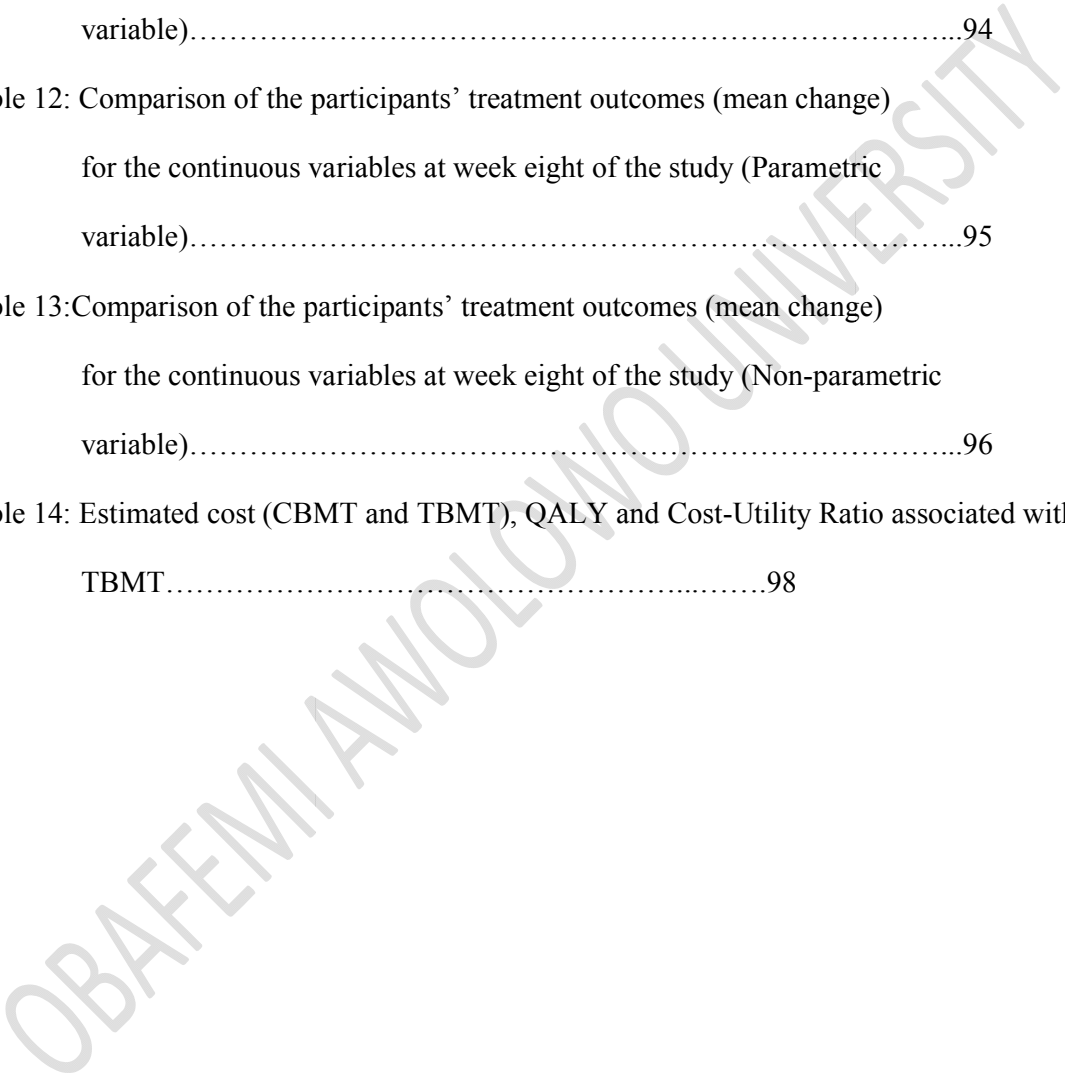 variable)…………………………………………………………………...94
ble 12: Comparison of the participants’ treatment outcomes (mean change)
for the continuous variables at week eight of the study (Parametric
variable)…………………………………………………………………...95
ble 13:Comparison of the participants’ treatment outcomes (mean change)
for the continuous variables at week eight of the study (Non-parametric
variable)…………………………………………………………………...96
ble 14: Estimated cost (CBMT and TBMT), QALY and Cost-Utility Ratio associated with
TBMT……………………………………………...…….98
OBAFEMI AWOLOWO UNIVERSITY